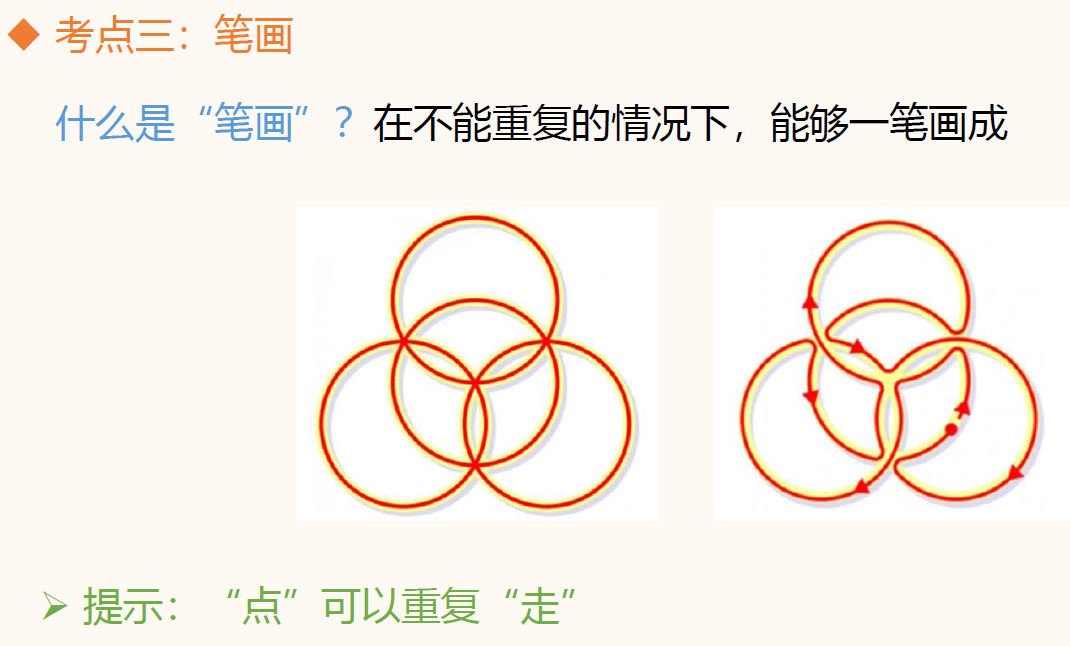 考点三：笔画
什么是“笔画”？在不能重复的情况下，能够一笔画成
提示：“点”可以重复“走”